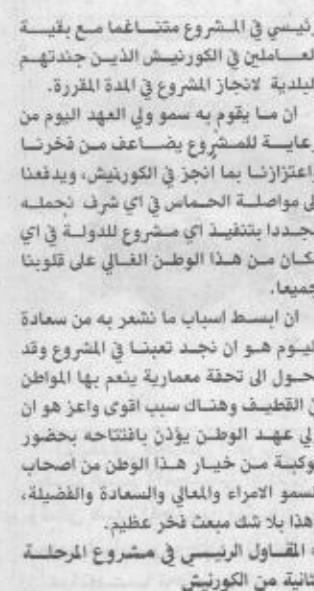 رئيسي في المشروع متناغما مع بقية
العاملين في الكورنيش الذين جندتهم
البلدية لانجاز المشروع في المدة المقررة.
ان ما يقوم به سمو ولي العهد اليوم من
رعاية للمشروع يضاعف من فخرنا
واعتزازنا بما انجز في الكورنيش، ويدفعنا
لى مواصلة الحماس في اي شرف نحمله
مجددا بتنفيذ أي مشروع للدولة في اي
مكان من هذا الوطن الغالي على قلوبنا
جميعا.
ان ابسط اسباب ما نشعر به من سعادة
اليوم هو ان نجد تعبنا في المشروع وقد
تحول الى تحفة معمارية ينعم بها المواطن
في القطيف وهناك سبب اقوى واعز هو ان
ولي عهد الوطن يؤذن بافتتاحه بحضور
كوكبة من خيار هذا الوطن من اصحاب
السمو الامراء والمعالي والسعادة والفضيلة،
وهذا بلا شك مبعث فخر عظيم.
المقاول الرئيسي في مشروع المرحلة
الثانية من الكورنيش